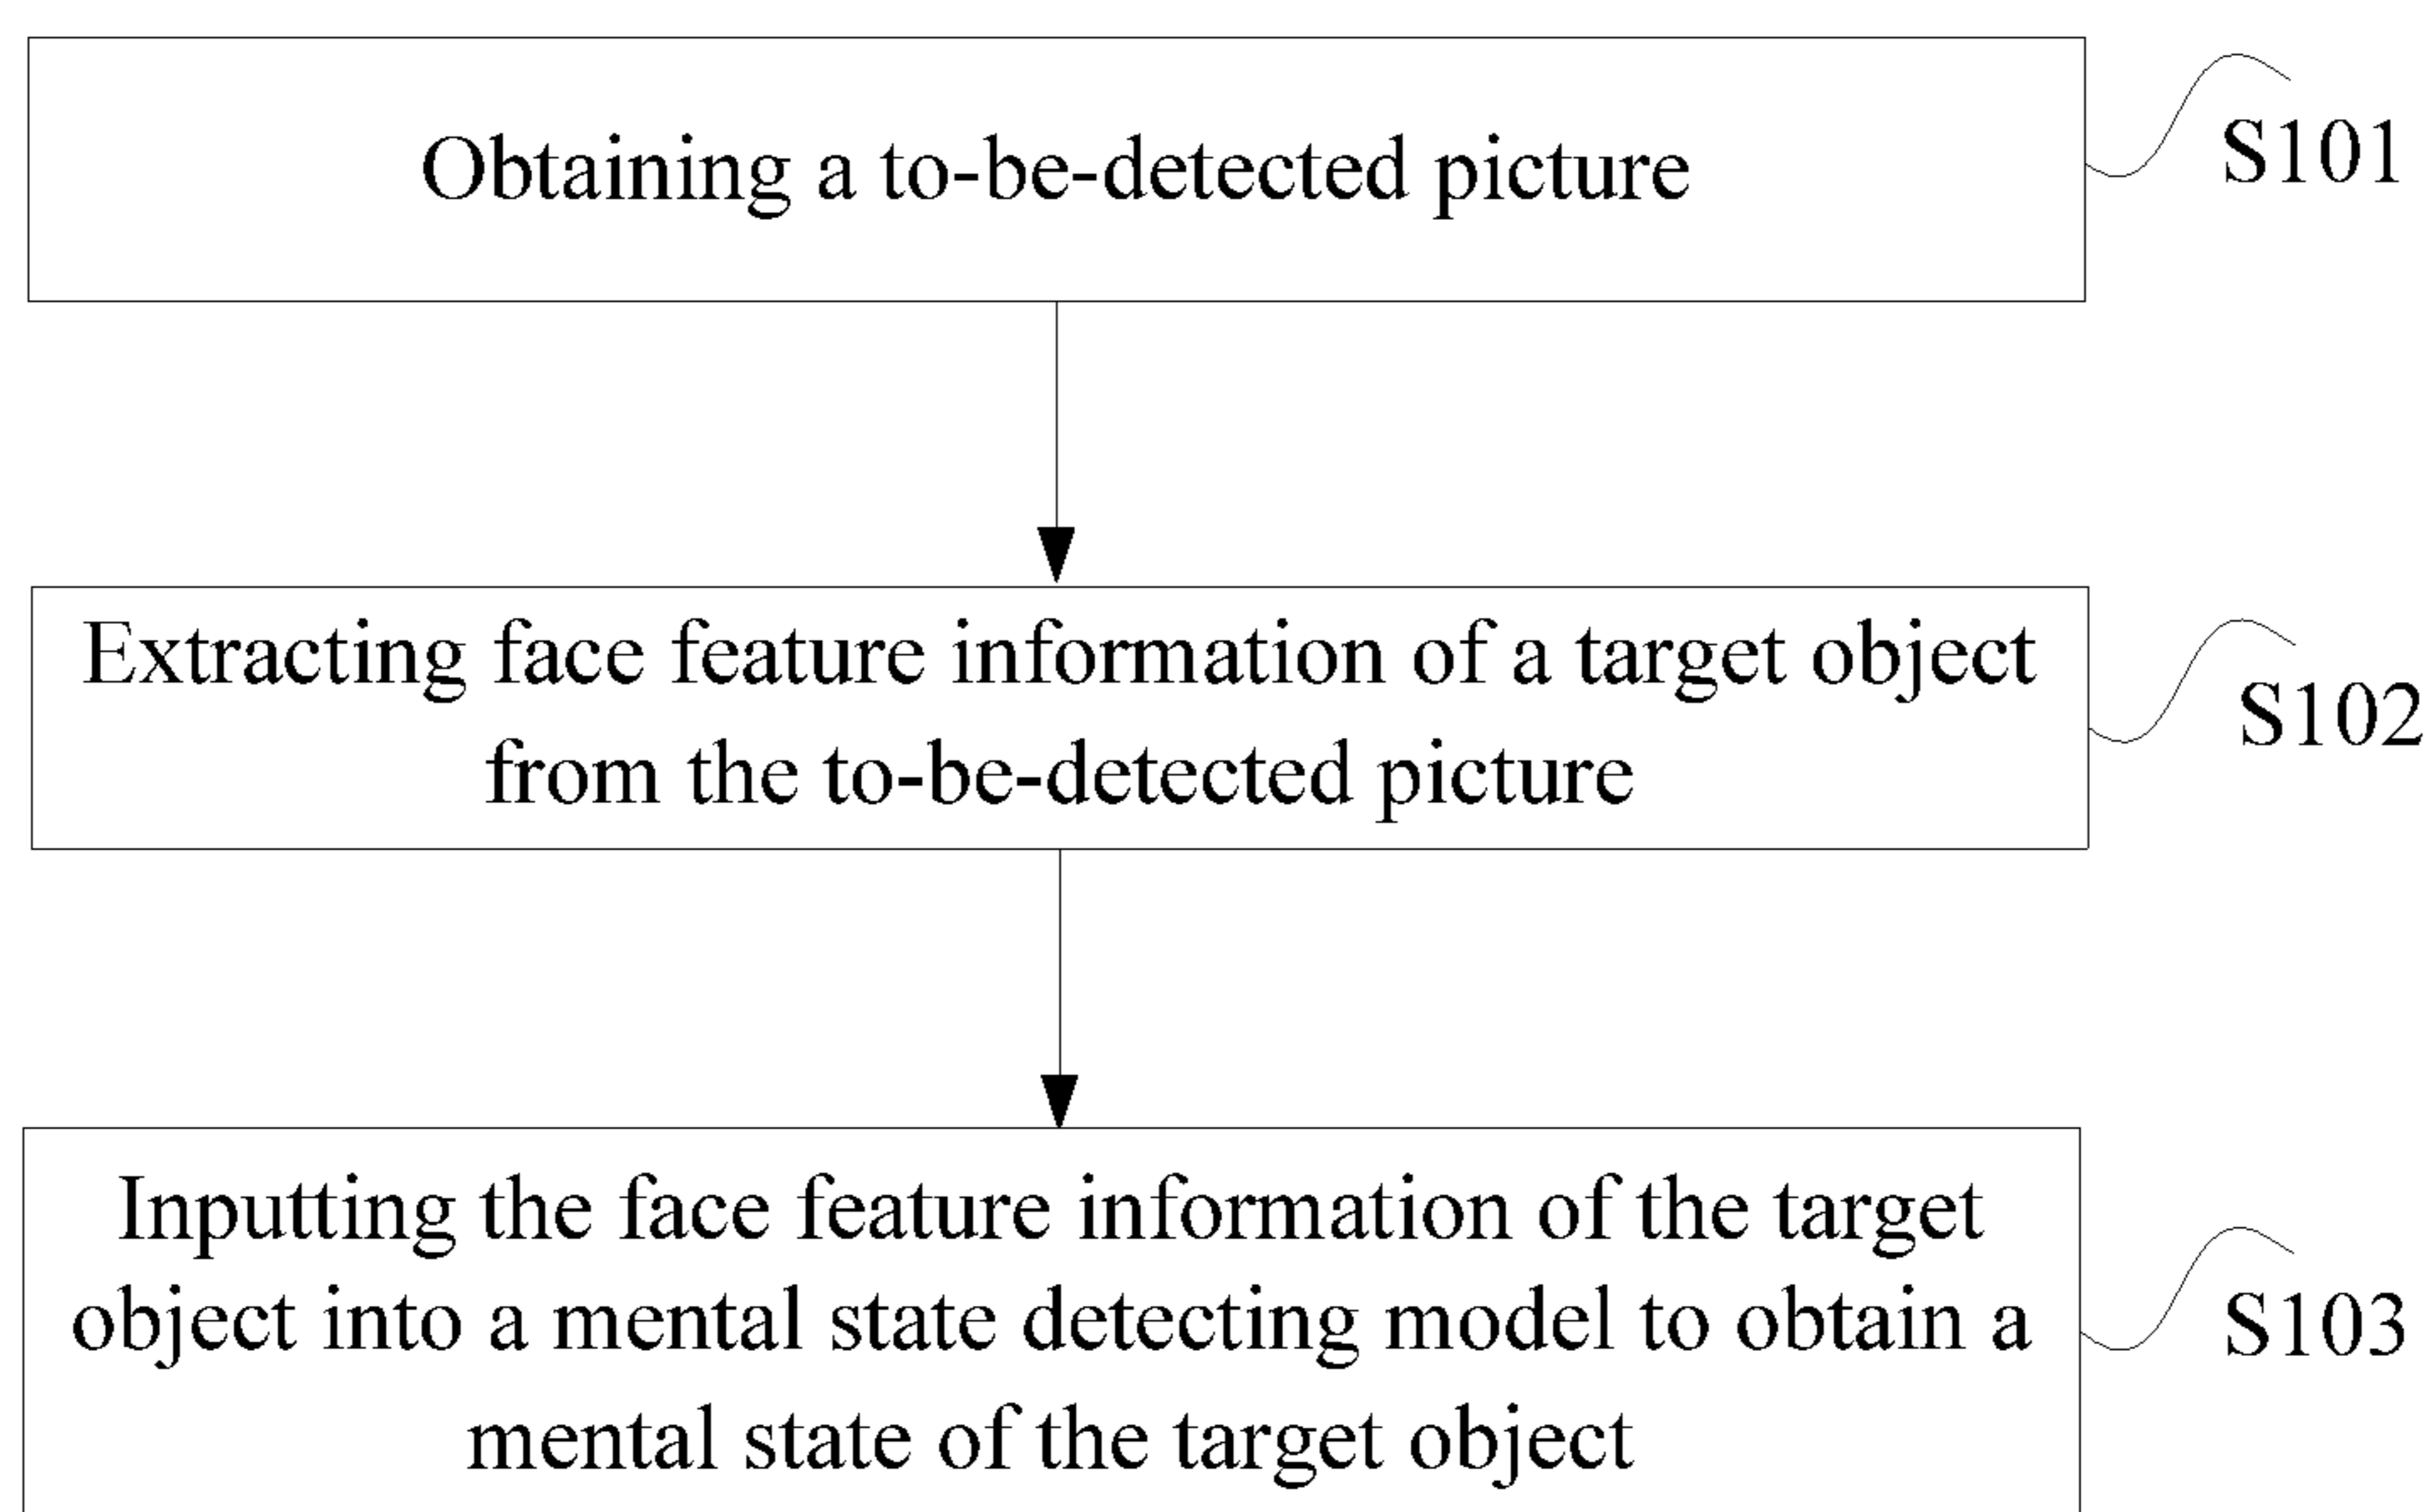 Obtaining a to-be-detected picture
S101
Extracting face feature information of a target object
from the to-be-detected picture
S102
Inputting the face feature information of the target
object into a mental state detecting model to obtain a
mental state of the target object
S103